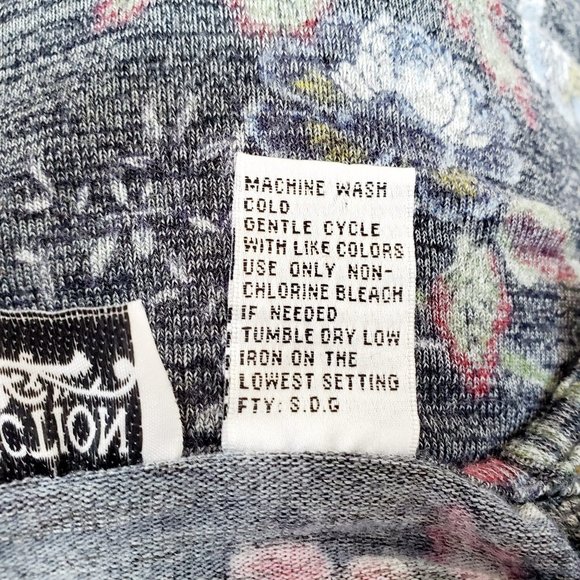 MACHINE WASH
COLD
GENTLE CYCLE
WITH LIKE COLORS
USE ONLY NON-
CHLORINE BLEACH
IF NEEDED
TUMBLE DRY LOW
IRON ON THE
LOWEST SETTING
FTY: S.D.G
CTION